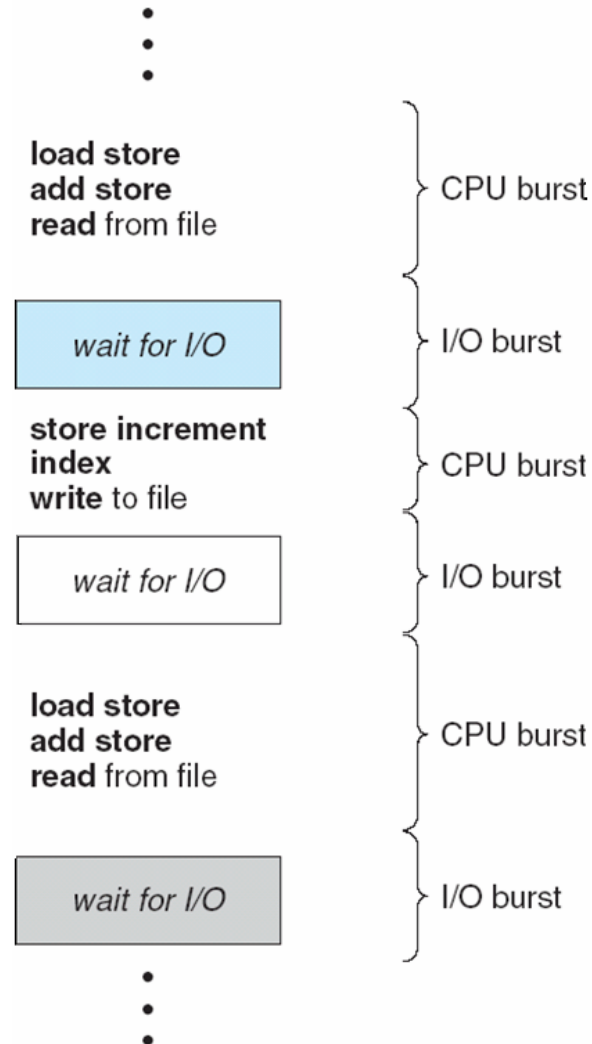 load store
add store
read from file
CPU burst
wait for I/O
I/O burst
store increment
index
write to file
CPU burst
wait for I/O
I/O burst
load store
add store
read from file
CPU burst
wait for I/O
I/O burst